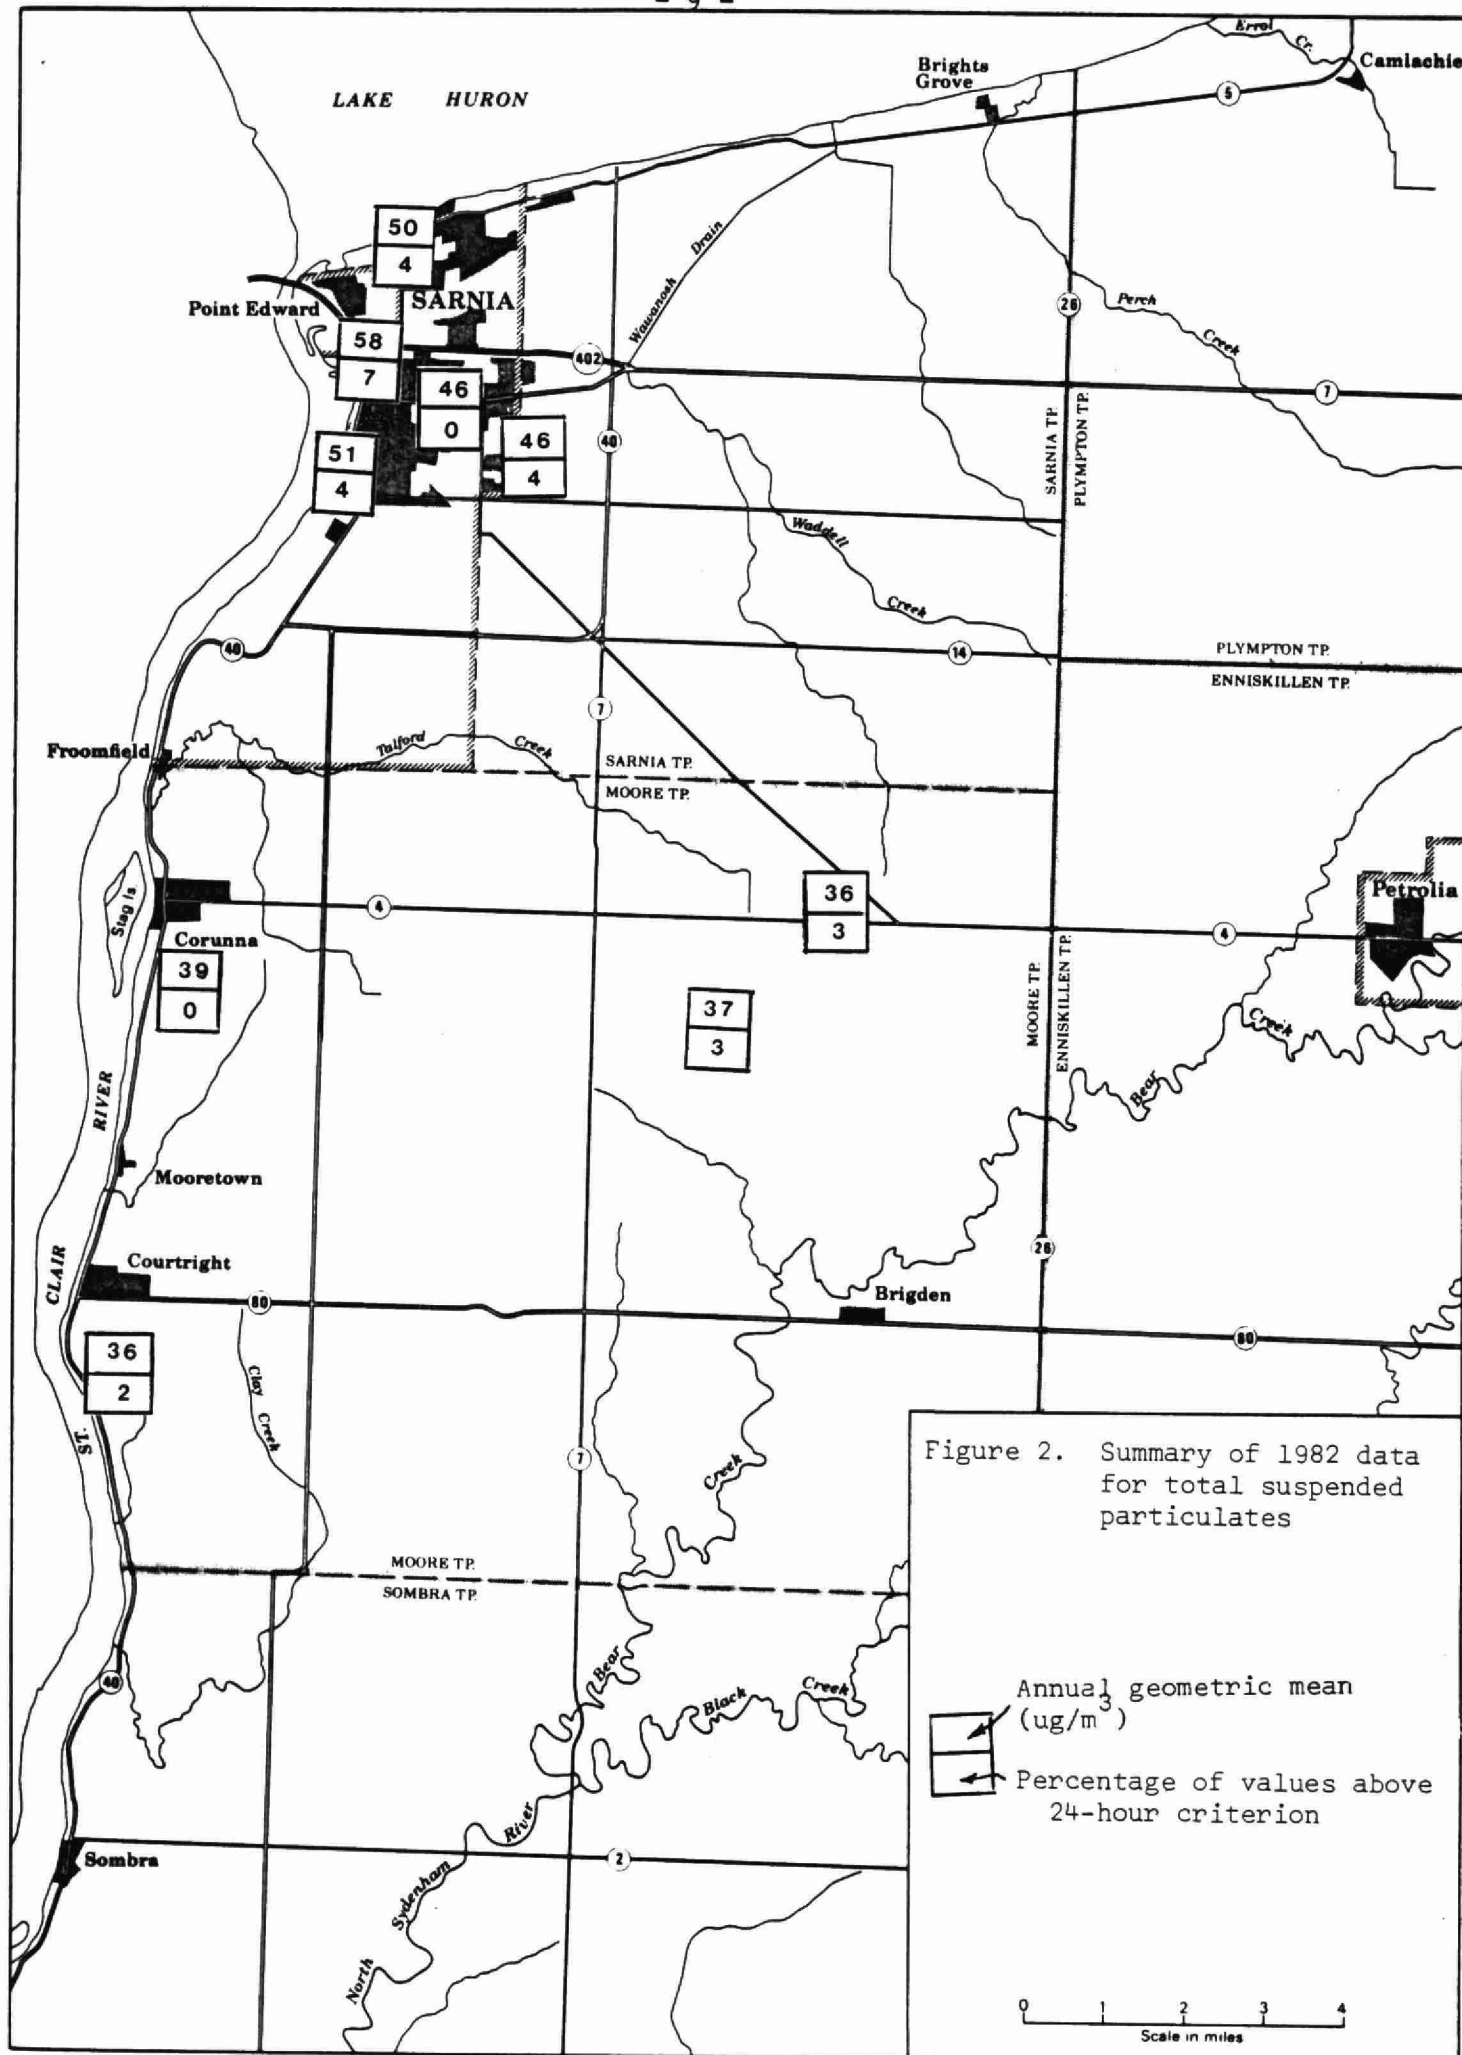 - 9 -
LAKE HURON
Errol Cr.
Camlachie
Brights
Grove
5
50
4
Wawanosh Drain
Point Edward
SARNIA
26
Perch
Creek
58
7
402
7
46
0
46
4
40
51
4
SARNIA TP.
PLYMPTON TP.
Waddell
Creek
40
14
PLYMPTON TP.
ENNISKILLEN TP.
7
Froomfield
Talford Creek
SARNIA TP.
MOORE TP.
36
3
Petrolia
Stag Is.
4
4
Corunna
39
0
37
3
MOORE TP.
ENNISKILLEN TP.
Creek
Bear
RIVER
Mooretown
CLAIR
26
Courtright
80
Brigden
80
36
2
Clay Creek
ST.
7
Creek
Figure 2. Summary of 1982 data
for total suspended
particulates
MOORE TP.
SOMBRA TP.
Bear
40
Black Creek
Annual geometric mean
(ug/m3)
Percentage of values above
24-hour criterion
River
2
Sombra
Sydenham
North
0 1 2 3 4
Scale in miles